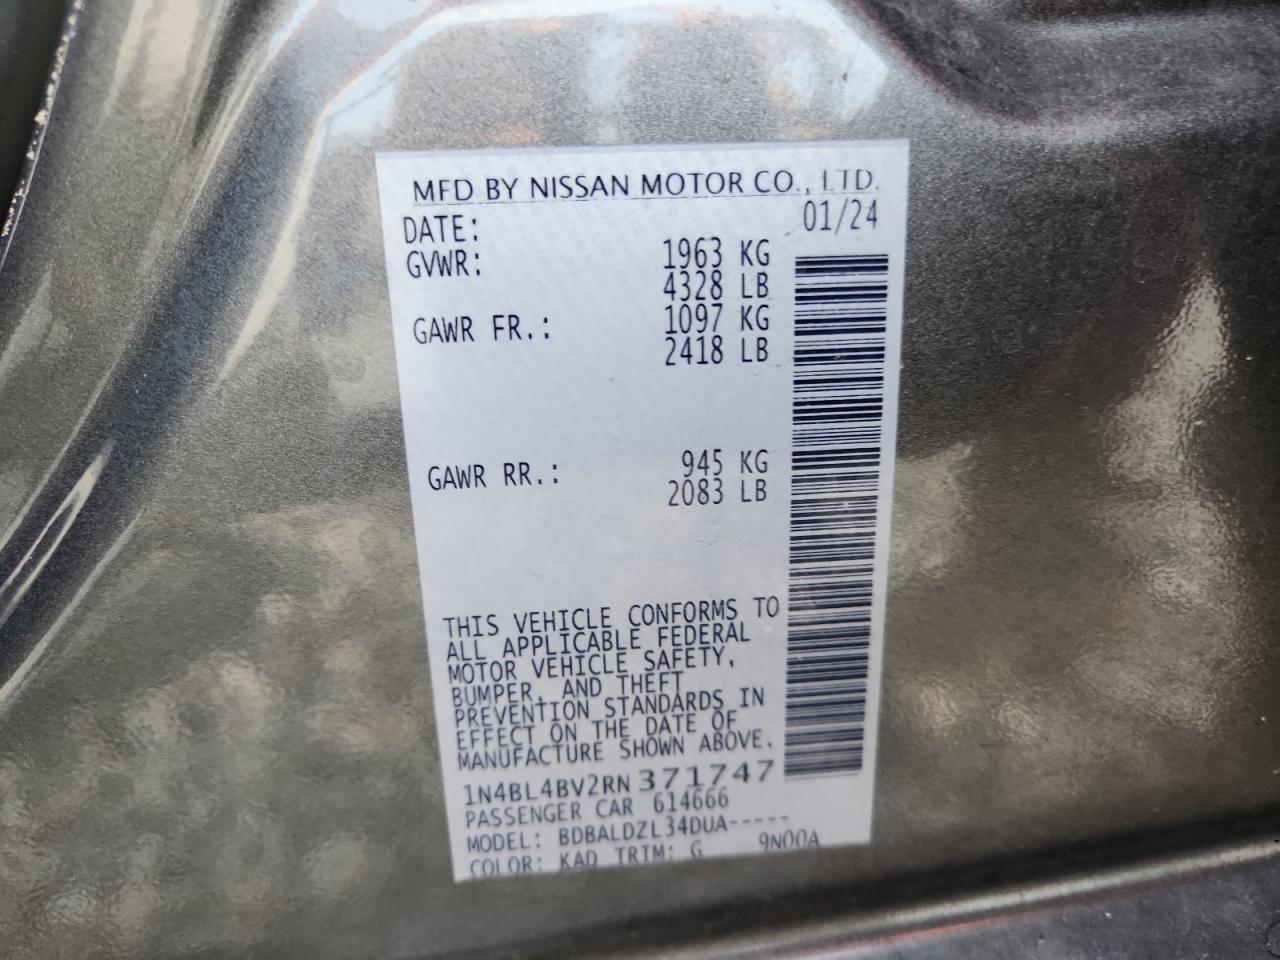 MFD BY NISSAN MOTOR CO., LTD.
DATE: 01/24
GVWR: 1963 KG
4328 LB
GAWR FR.: 1097 KG
2418 LB
GAWR RR.: 945 KG
2083 LB
THIS VEHICLE CONFORMS TO
ALL APPLICABLE FEDERAL
MOTOR VEHICLE SAFETY,
BUMPER, AND THEFT
PREVENTION STANDARDS IN
EFFECT ON THE DATE OF
MANUFACTURE SHOWN ABOVE.
1N4BL4BV2RN371747
PASSENGER CAR 614666
MODEL: BDBALDZL34DUA-----
COLOR: KAD TRIM: G 9N00A